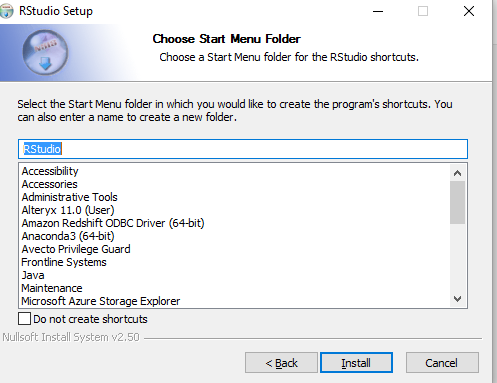 RStudio Setup
Choose Start Menu Folder
Choose a Start Menu folder for the RStudio shortcuts.
Select the Start Menu folder in which you would like to create the program's shortcuts. You
can also enter a name to create a new folder.
RStudio
Accessibility
Accessories
Administrative Tools
Alteryx 11.0 (User)
Amazon Redshift ODBC Driver (64-bit)
Anaconda3 (64-bit)
Avecto Privilege Guard
Frontline Systems
Java
Maintenance
Microsoft Azure Storage Explorer
Do not create shortcuts
Nullsoft Install System v2.50
< Back
Install
Cancel